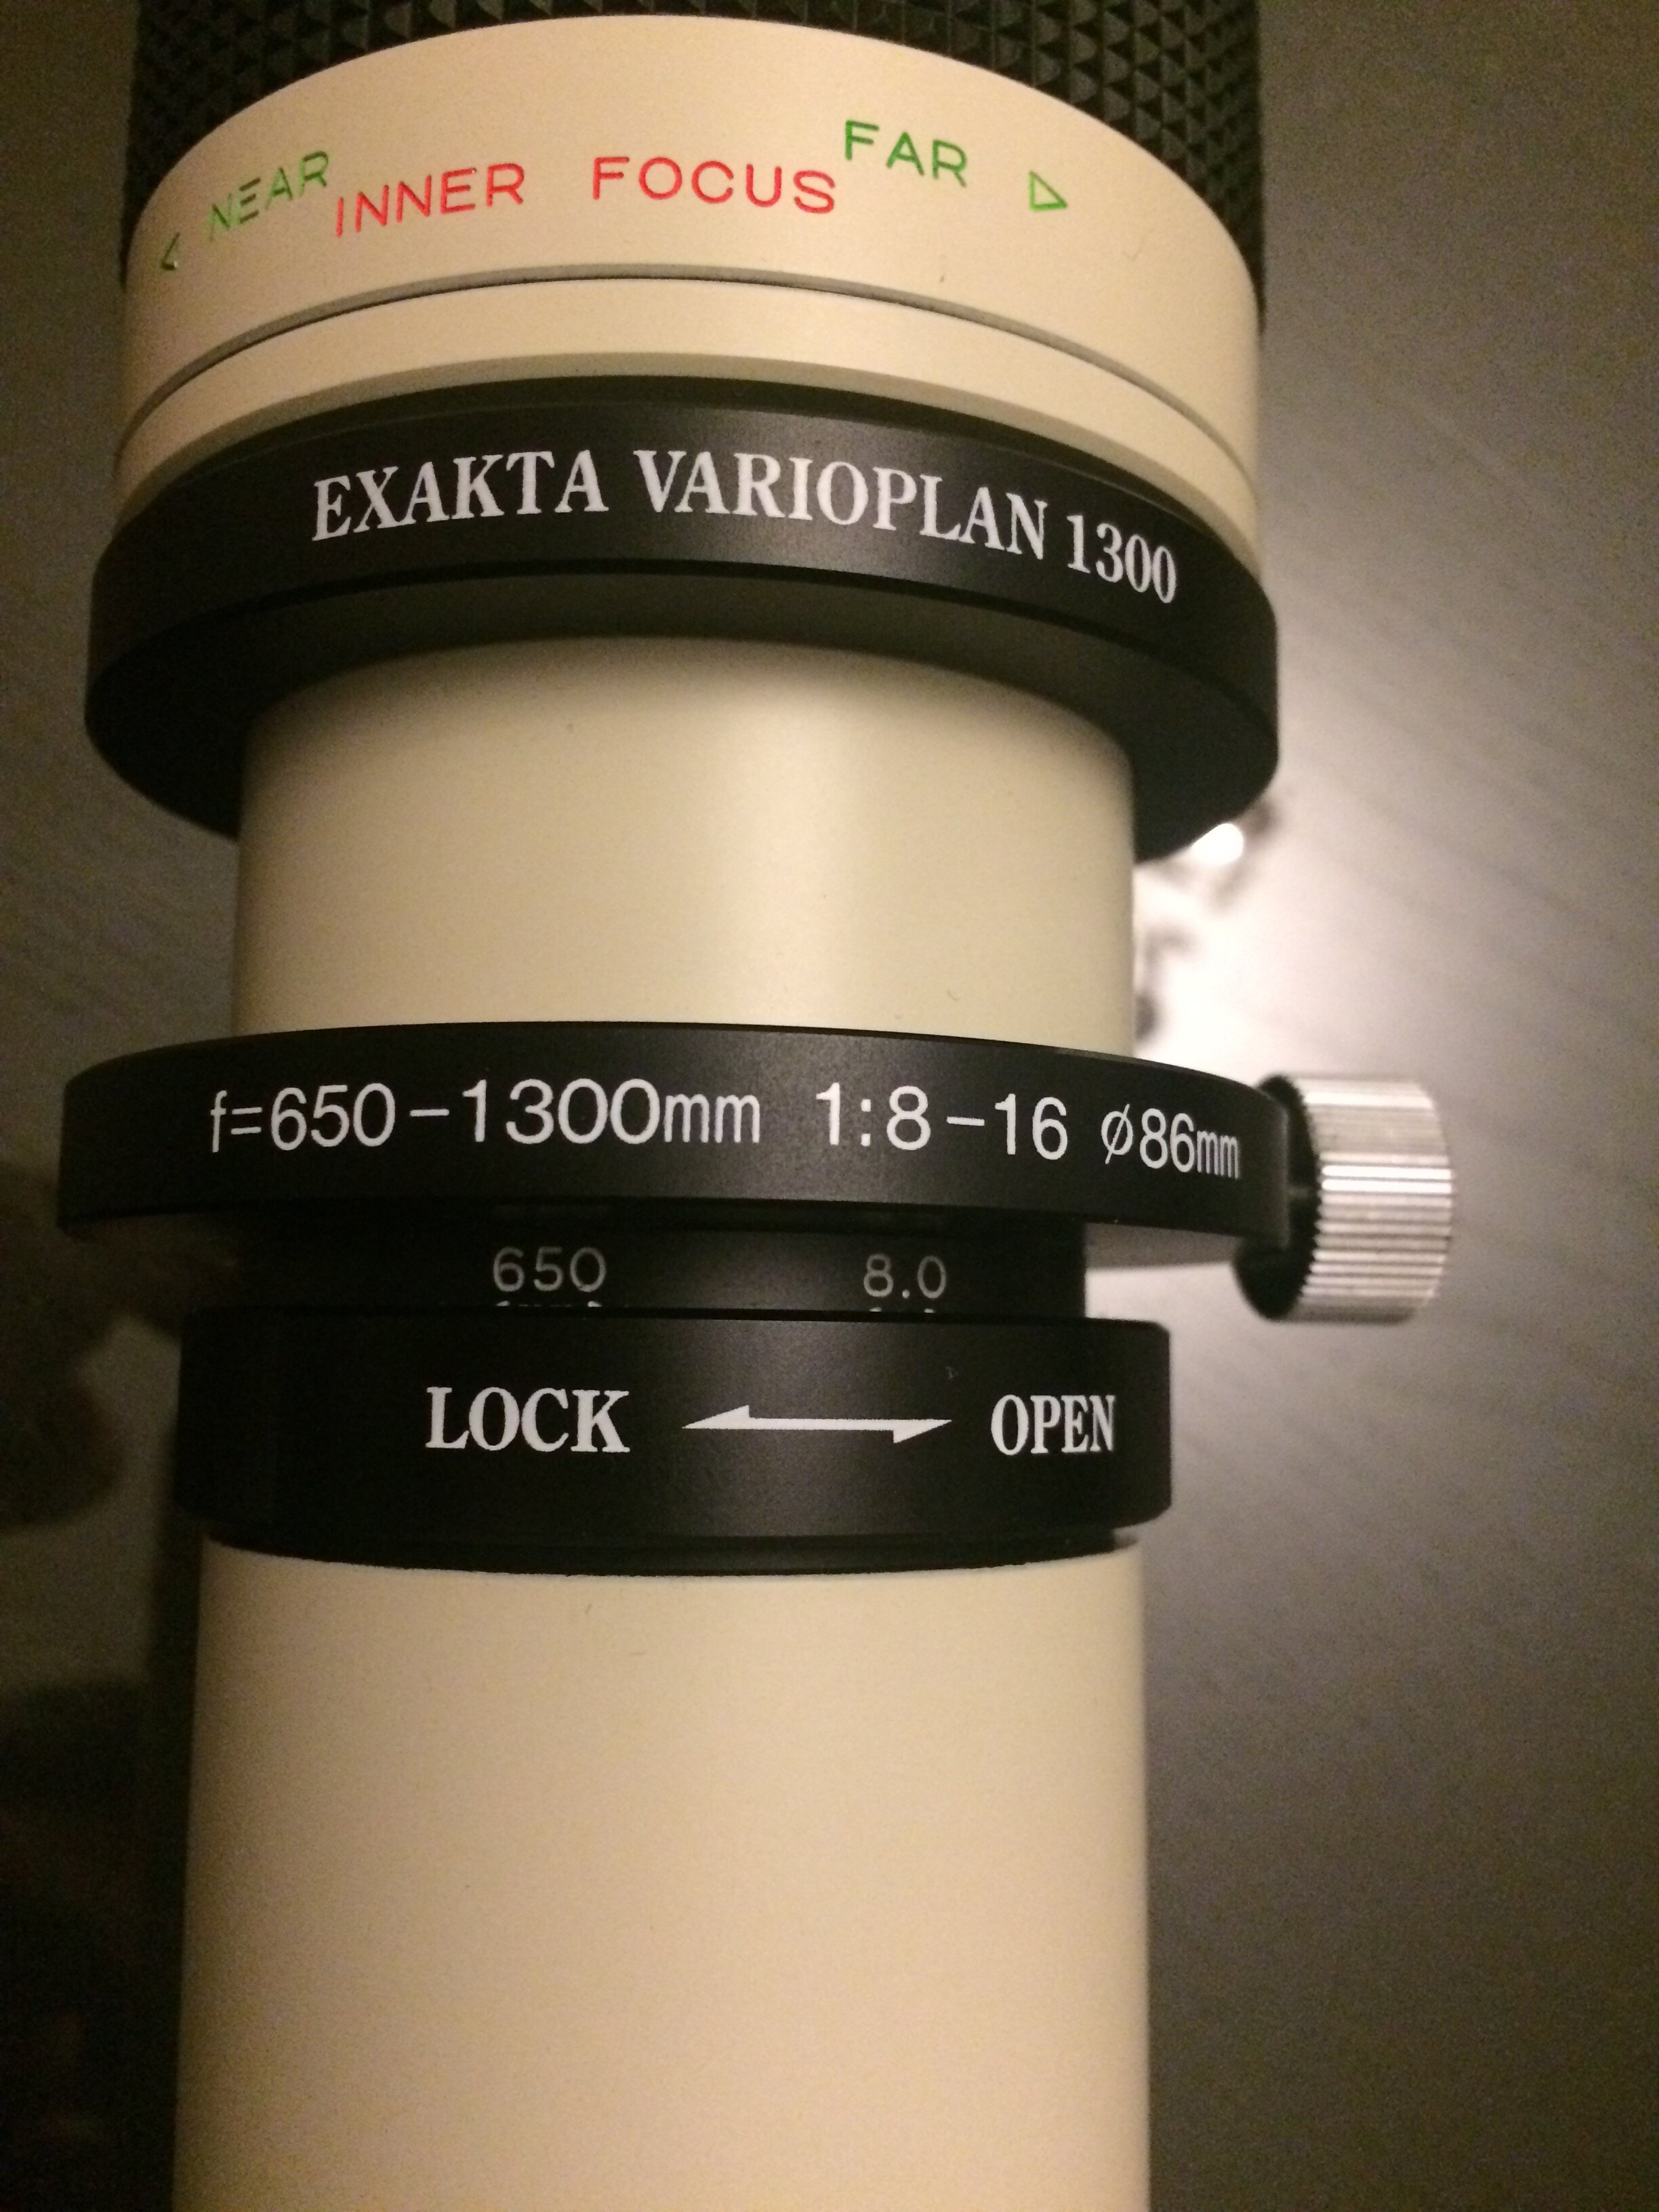 ◁ NEAR INNER FOCUS FAR ▷
EXAKTA VARIOPLAN 1300
f=650-1300mm 1:8-16 ø86mm
650 8.0
LOCK OPEN